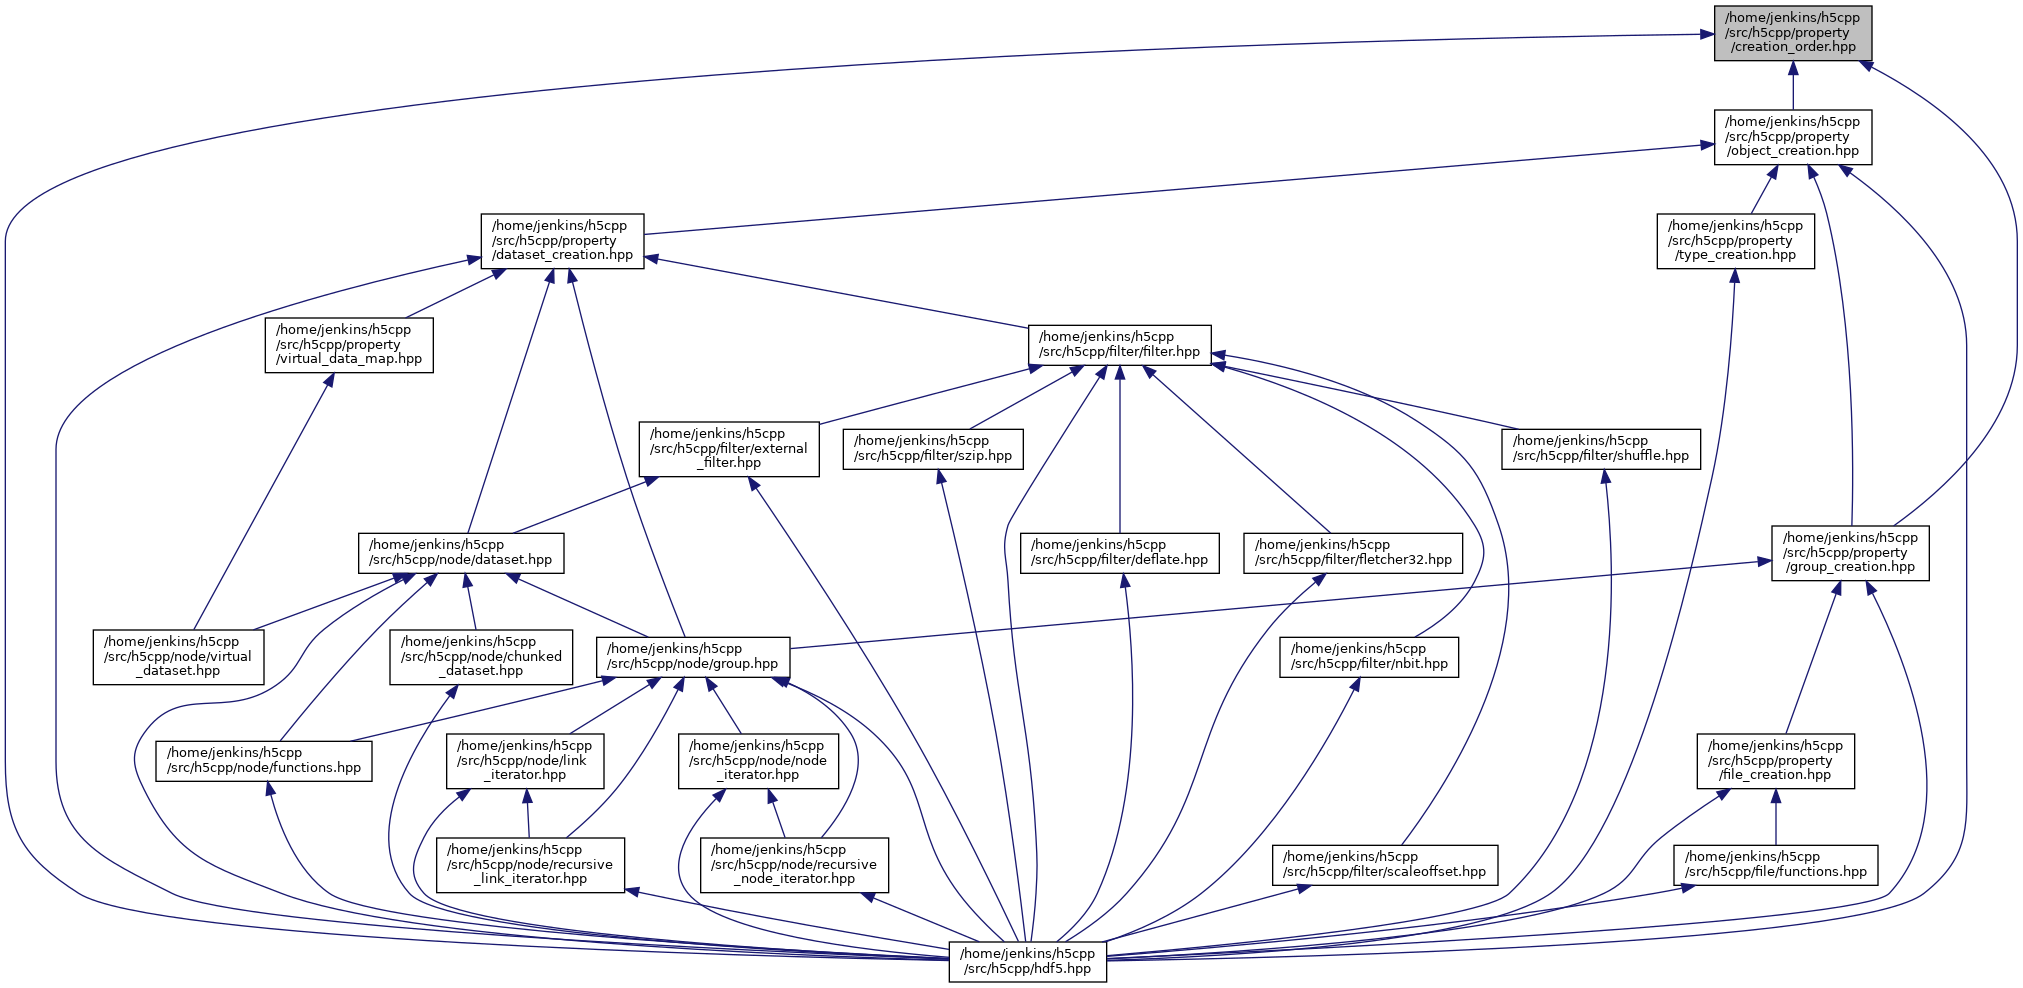 /home/jenkins/h5cpp
/src/h5cpp/property
/creation_order.hpp
/home/jenkins/h5cpp
/src/h5cpp/property
/object_creation.hpp
/home/jenkins/h5cpp
/src/h5cpp/property
/dataset_creation.hpp
/home/jenkins/h5cpp
/src/h5cpp/property
/type_creation.hpp
/home/jenkins/h5cpp
/src/h5cpp/property
/virtual_data_map.hpp
/home/jenkins/h5cpp
/src/h5cpp/filter/filter.hpp
/home/jenkins/h5cpp
/src/h5cpp/filter/external
_filter.hpp
/home/jenkins/h5cpp
/src/h5cpp/filter/szip.hpp
/home/jenkins/h5cpp
/src/h5cpp/filter/shuffle.hpp
/home/jenkins/h5cpp
/src/h5cpp/node/dataset.hpp
/home/jenkins/h5cpp
/src/h5cpp/filter/deflate.hpp
/home/jenkins/h5cpp
/src/h5cpp/filter/fletcher32.hpp
/home/jenkins/h5cpp
/src/h5cpp/property
/group_creation.hpp
/home/jenkins/h5cpp
/src/h5cpp/node/virtual
_dataset.hpp
/home/jenkins/h5cpp
/src/h5cpp/node/chunked
_dataset.hpp
/home/jenkins/h5cpp
/src/h5cpp/node/group.hpp
/home/jenkins/h5cpp
/src/h5cpp/filter/nbit.hpp
/home/jenkins/h5cpp
/src/h5cpp/node/functions.hpp
/home/jenkins/h5cpp
/src/h5cpp/node/link
_iterator.hpp
/home/jenkins/h5cpp
/src/h5cpp/node/node
_iterator.hpp
/home/jenkins/h5cpp
/src/h5cpp/property
/file_creation.hpp
/home/jenkins/h5cpp
/src/h5cpp/node/recursive
_link_iterator.hpp
/home/jenkins/h5cpp
/src/h5cpp/node/recursive
_node_iterator.hpp
/home/jenkins/h5cpp
/src/h5cpp/filter/scaleoffset.hpp
/home/jenkins/h5cpp
/src/h5cpp/file/functions.hpp
/home/jenkins/h5cpp
/src/h5cpp/hdf5.hpp